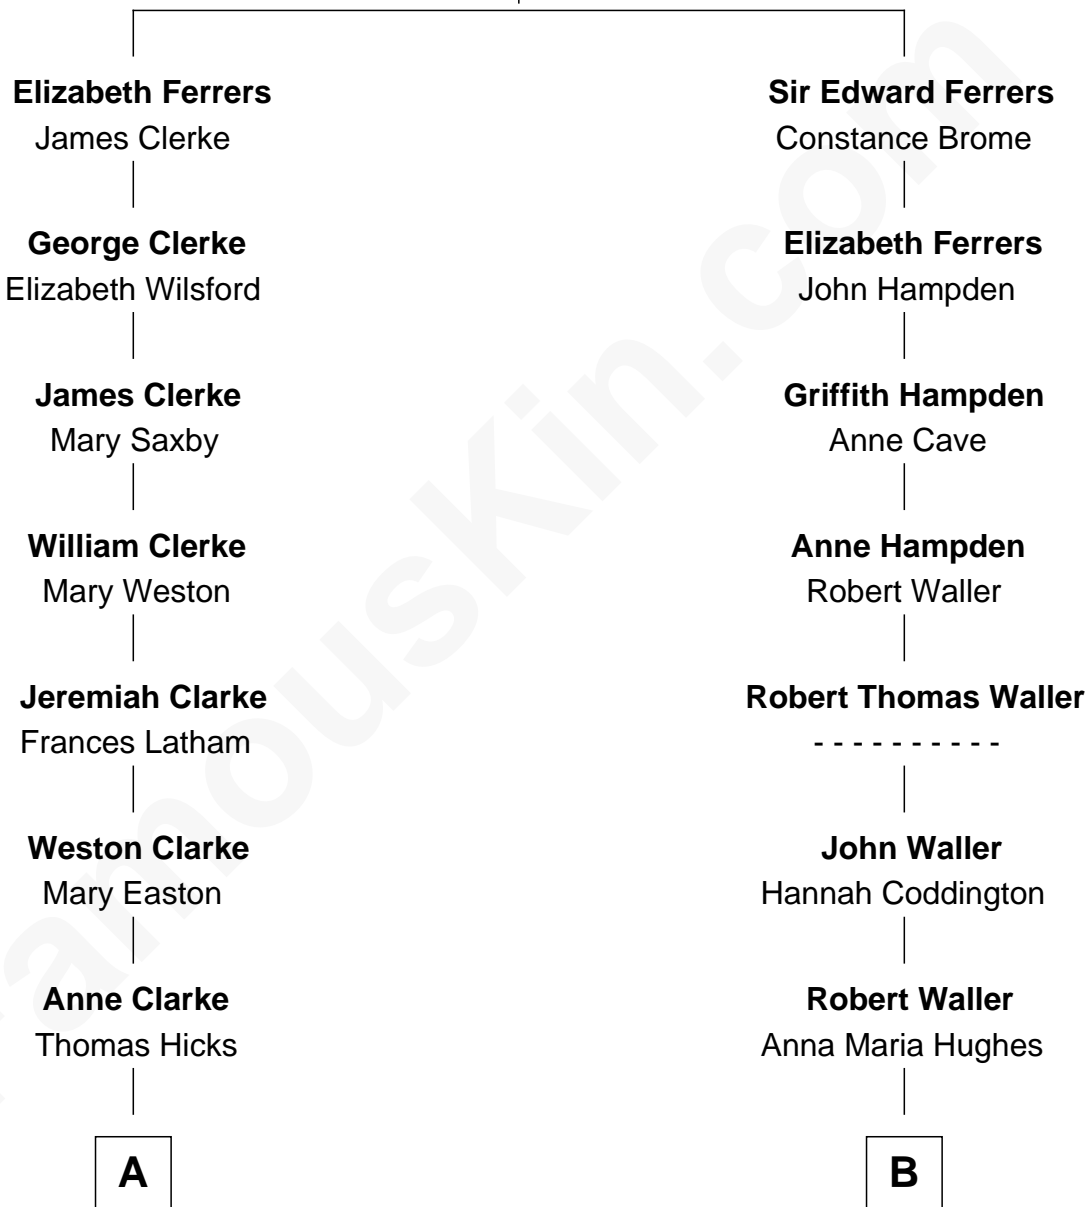 Elizabeth Ferrers
James Clerke
George Clerke
Elizabeth Wilsford
James Clerke
Mary Saxby
William Clerke
Mary Weston
Jeremiah Clarke
Frances Latham
Weston Clarke
Mary Easton
Anne Clarke
Thomas Hicks
A
Sir Edward Ferrers
Constance Brome
Elizabeth Ferrers
John Hampden
Griffith Hampden
Anne Cave
Anne Hampden
Robert Waller
Robert Thomas Waller
- - - - - - - - - -
John Waller
Hannah Coddington
Robert Waller
Anna Maria Hughes
B
FamousKin.com